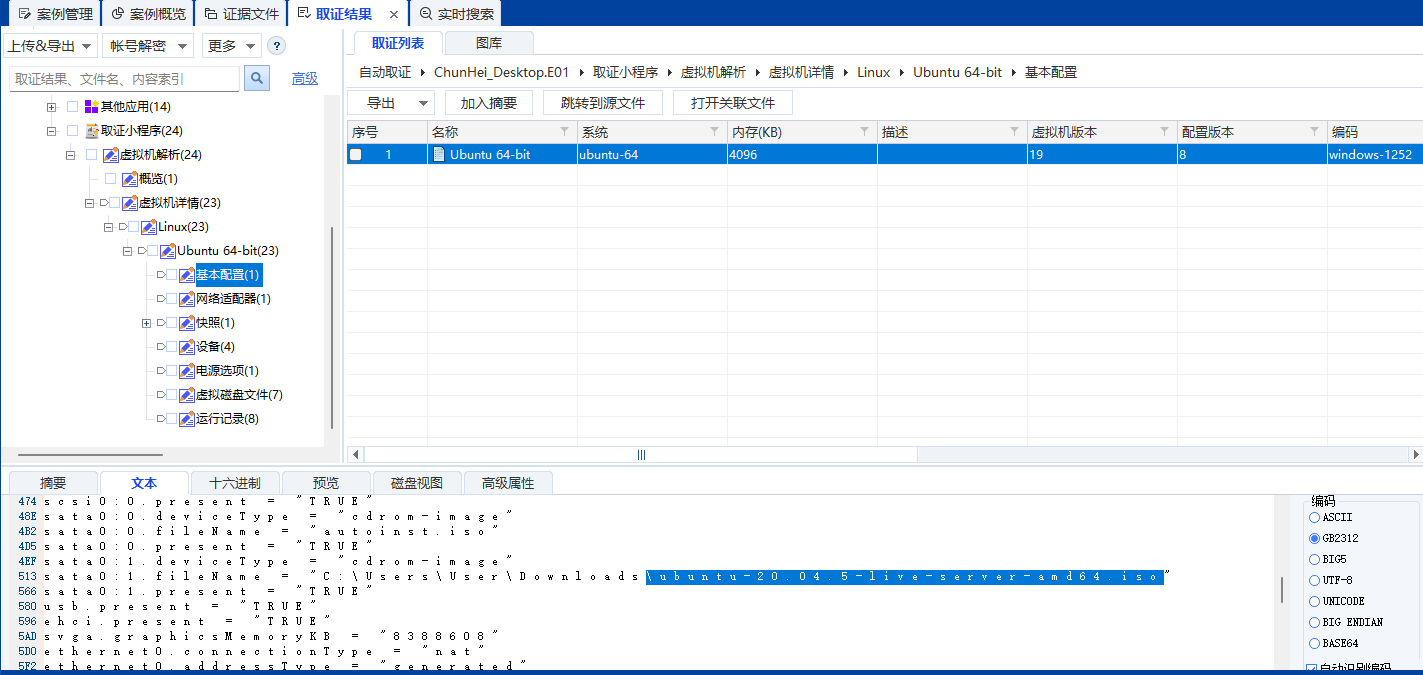 案例管理 案例概览 证据文件 取证结果 × 实时搜索
上传&导出 帐号解密 更多 ?
取证结果、文件名、内容索引 高级
其他应用(14)
取证小程序(24)
虚拟机解析(24)
概览(1)
虚拟机详情(23)
Linux(23)
Ubuntu 64-bit(23)
基本配置(1)
网络适配器(1)
快照(1)
设备(4)
电源选项(1)
虚拟磁盘文件(7)
运行记录(8)
取证列表 图库
自动取证 ChunHei_Desktop.E01 取证小程序 虚拟机解析 虚拟机详情 Linux Ubuntu 64-bit 基本配置
导出 加入摘要 跳转到源文件 打开关联文件
序号 名称 系统 内存(KB) 描述 虚拟机版本 配置版本 编码
1 Ubuntu 64-bit ubuntu-64 4096 19 8 windows-1252
摘要 文本 十六进制 预览 磁盘视图 高级属性
474 scsi0:0.present = "TRUE"
48E sata0:0.deviceType = "cdrom-image"
4B2 sata0:0.fileName = "autoinst.iso"
4D5 sata0:0.present = "TRUE"
4EF sata0:1.deviceType = "cdrom-image"
513 sata0:1.fileName = "C:\Users\User\Downloads\ubuntu-20.04.5-live-server-amd64.iso"
566 sata0:1.present = "TRUE"
580 usb.present = "TRUE"
596 ehci.present = "TRUE"
5AD svga.graphicsMemoryKB = "8388608"
5D0 ethernet0.connectionType = "nat"
5F2 ethernet0.addressType = "generated"
编码
ASCII
GB2312
BIG5
UTF-8
UNICODE
BIG ENDIAN
BASE64
自动识别编码